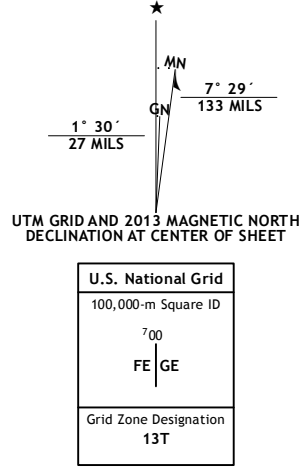 ★
MN
7° 29´
133 MILS
GN
1° 30´
27 MILS
UTM GRID AND 2013 MAGNETIC NORTH
DECLINATION AT CENTER OF SHEET
U.S. National Grid
100,000-m Square ID
⁷00
FE GE
Grid Zone Designation
13T